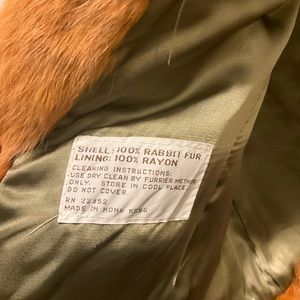 SHELL: 100% RABBIT FUR
LINING: 100% RAYON
CLEANING INSTRUCTIONS:
USE DRY CLEAN BY FURRIER METHOD
ONLY. STORE IN COOL PLACE
DO NOT COVER.
RN 22352
MADE IN HONG KONG